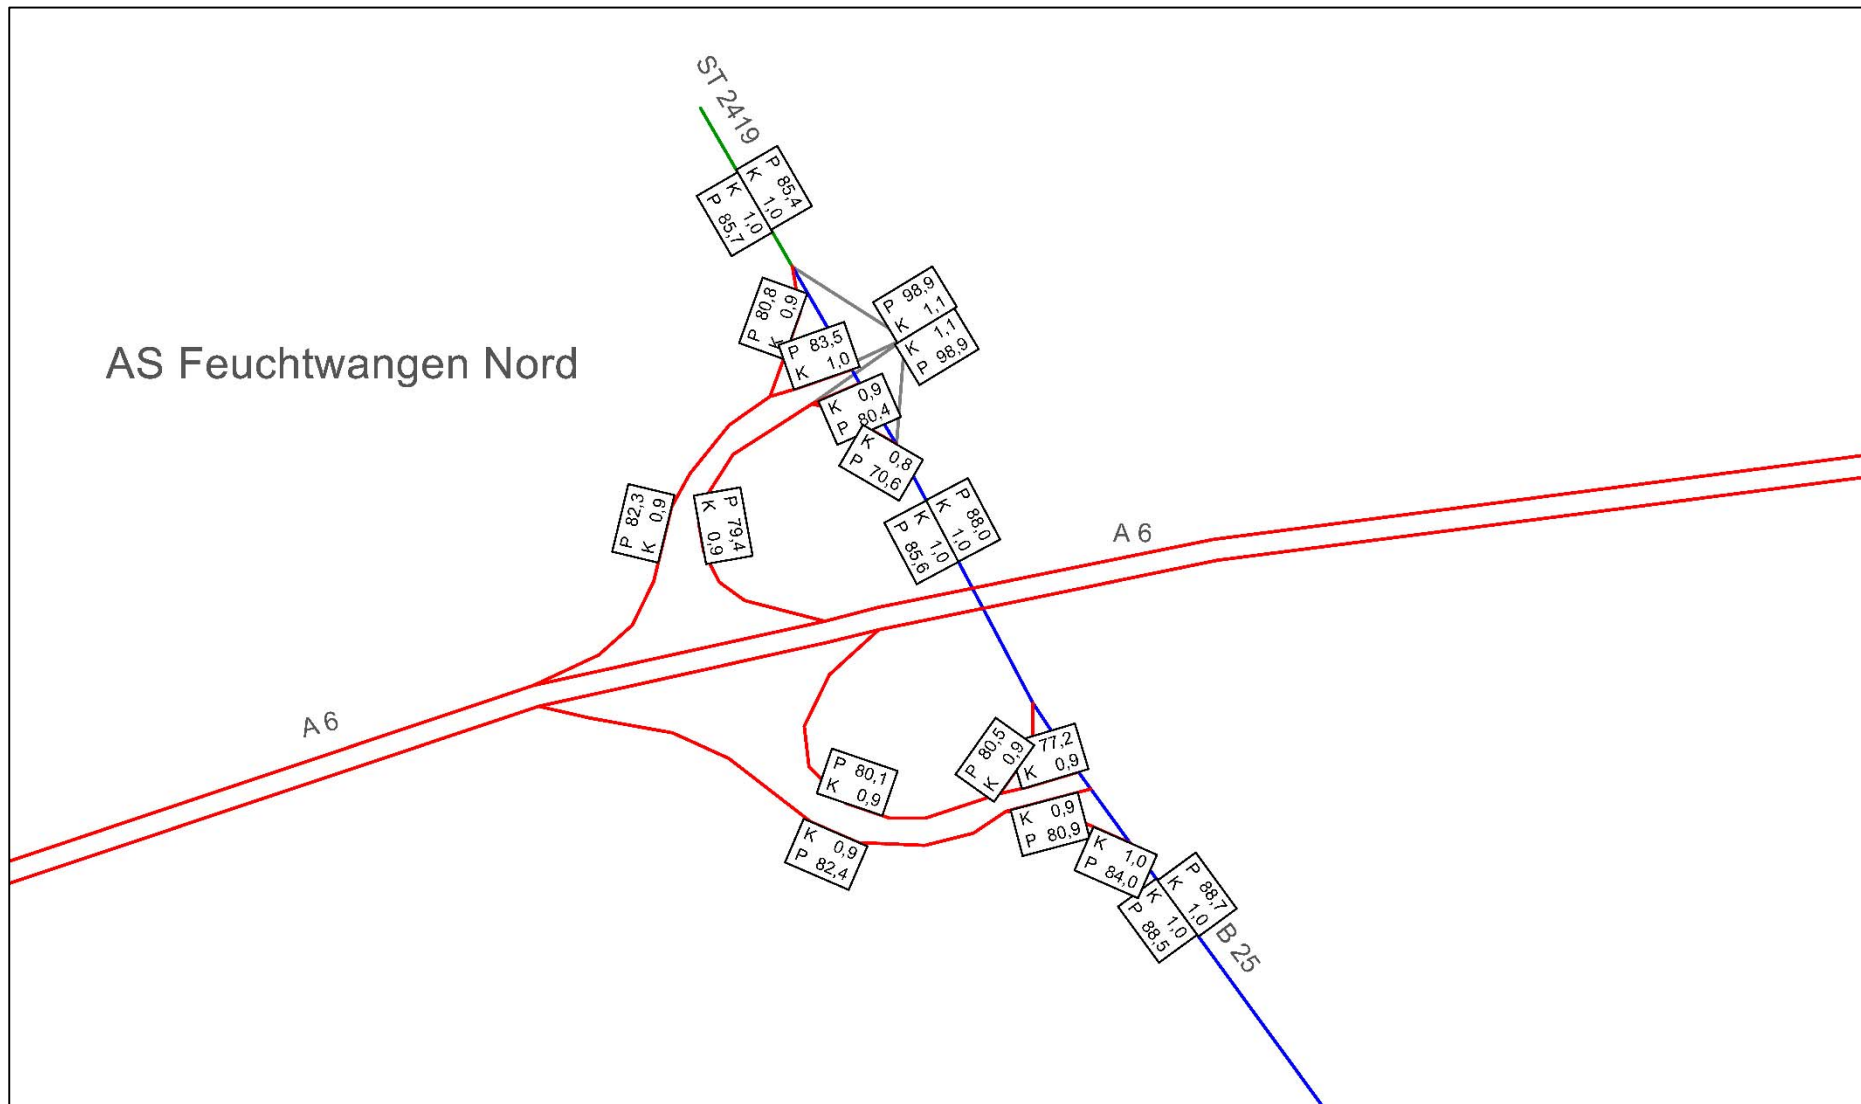 ST 2419
P 85,4
K 1,0
K 1,0
P 85,7
P 98,9
K 1,1
K 1,1
P 98,9
P 80,8
K 0,9
P 83,5
K 1,0
AS Feuchtwangen Nord
K 0,9
P 80,4
K 0,8
P 70,6
P 82,3
K 0,9
P 79,4
K 0,9
P 88,0
K 1,0
K 1,0
P 85,6
A 6
A 6
P 80,5
K 0,9
77,2
K 0,9
P 80,1
K 0,9
K 0,9
P 80,9
K 0,9
P 82,4
K 1,0
P 84,0
P 88,7
K 1,0
K 1,0
P 88,5
B 25